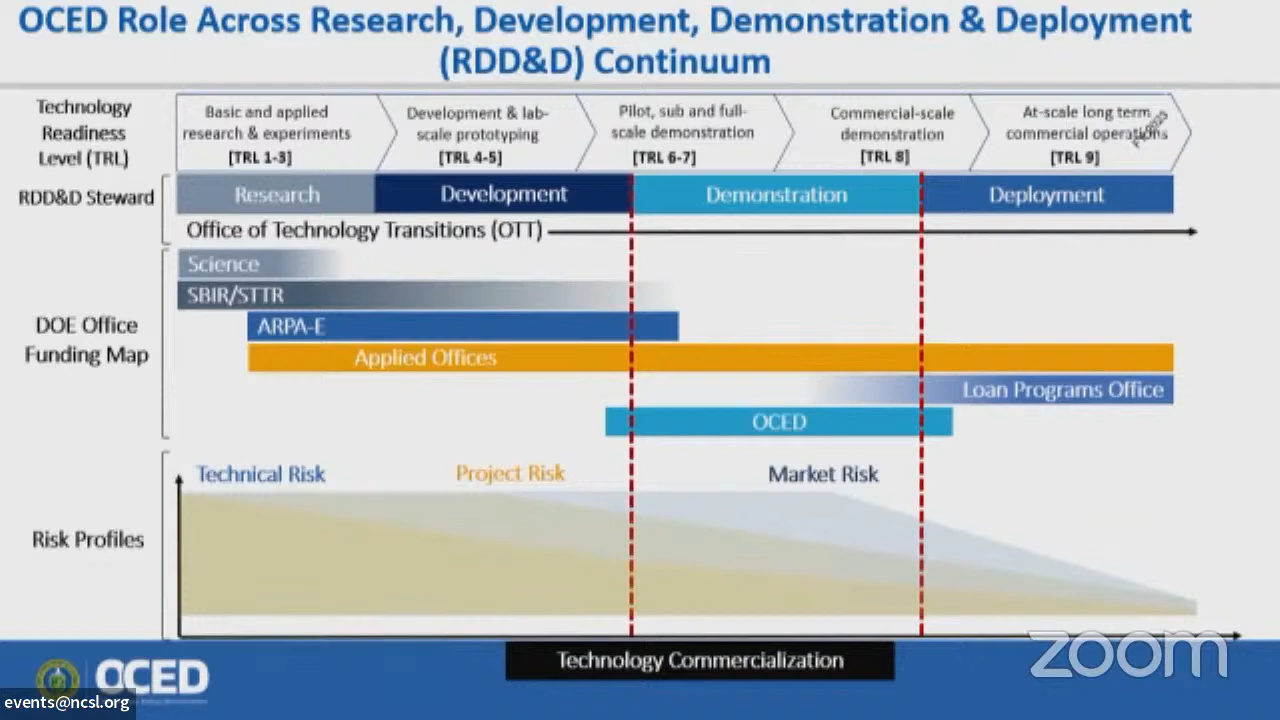 OCED Role Across Research, Development, Demonstration & Deployment
(RDD&D) Continuum
Technology
Readiness
Level (TRL)
Basic and applied
research & experiments
[TRL 1-3]
Development & lab-
scale prototyping
[TRL 4-5]
Pilot, sub and full-
scale demonstration
[TRL 6-7]
Commercial-scale
demonstration
[TRL 8]
At-scale long term
commercial operations
[TRL 9]
RDD&D Steward
Research
Development
Demonstration
Deployment
Office of Technology Transitions (OTT)
DOE Office
Funding Map
Science
SBIR/STTR
ARPA-E
Applied Offices
Loan Programs Office
OCED
Risk Profiles
Technical Risk
Project Risk
Market Risk
Technology Commercialization
OCED
zoom
events@ncsl.org